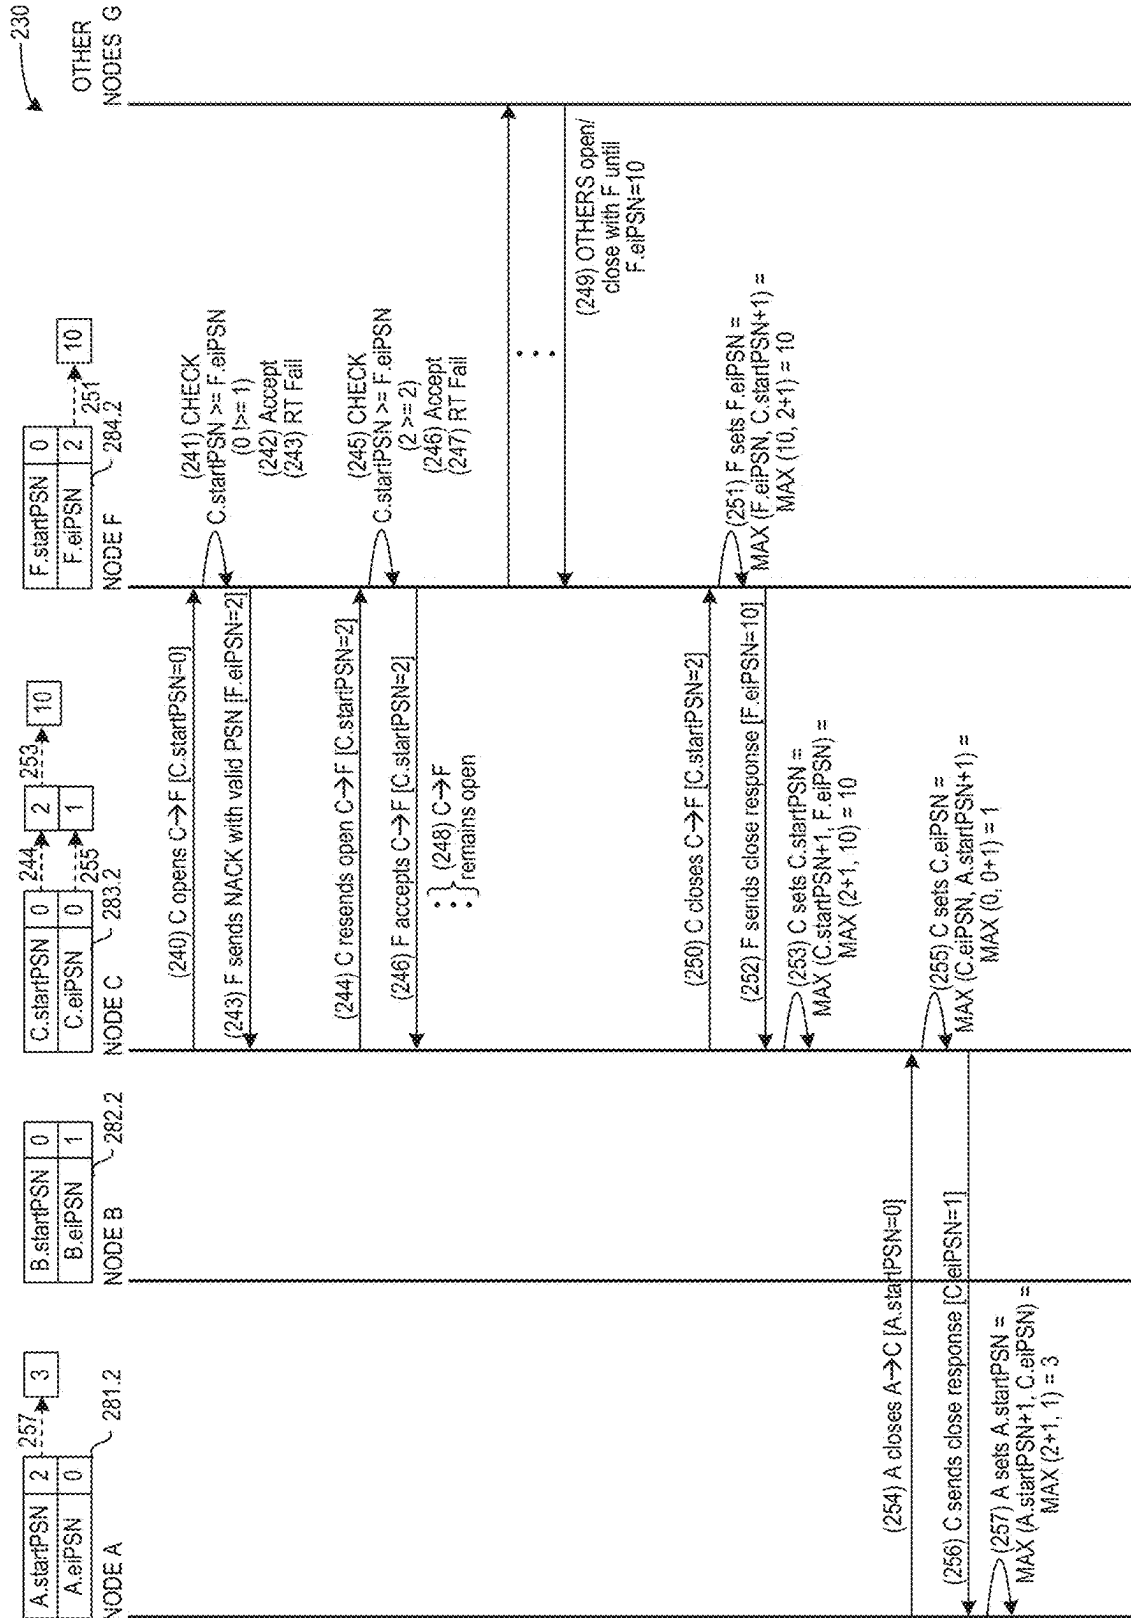 230
A.startPSN 2
A.eiPSN 0
257
3
281.2
NODE A
B.startPSN 0
B.eiPSN 1
282.2
NODE B
C.startPSN 0
C.eiPSN 0
244
2
1
255
253
10
283.2
NODE C
F.startPSN 0
F.eiPSN 2
251
10
284.2
NODE F
OTHER
NODES G
(240) C opens C→F [C.startPSN=0]
(241) CHECK
C.startPSN >= F.eiPSN
(0 !>= 1)
(242) Accept
(243) RT Fail
(243) F sends NACK with valid PSN [F.eiPSN=2]
(244) C resends open C→F [C.startPSN=2]
(245) CHECK
C.startPSN >= F.eiPSN
(2 >= 2)
(246) Accept
(247) RT Fail
(246) F accepts C→F [C.startPSN=2]
(248) C→F
remains open
(249) OTHERS open/
close with F until
F.eiPSN=10
(250) C closes C→F [C.startPSN=2]
(251) F sets F.eiPSN =
MAX (F.eiPSN, C.startPSN+1) =
MAX (10, 2+1) = 10
(252) F sends close response [F.eiPSN=10]
(253) C sets C.startPSN =
MAX (C.startPSN+1, F.eiPSN) =
MAX (2+1, 10) = 10
(254) A closes A→C [A.startPSN=0]
(255) C sets C.eiPSN =
MAX (C.eiPSN, A.startPSN+1) =
MAX (0, 0+1) = 1
(256) C sends close response [C.eiPSN=1]
(257) A sets A.startPSN =
MAX (A.startPSN+1, C.eiPSN) =
MAX (2+1, 1) = 3